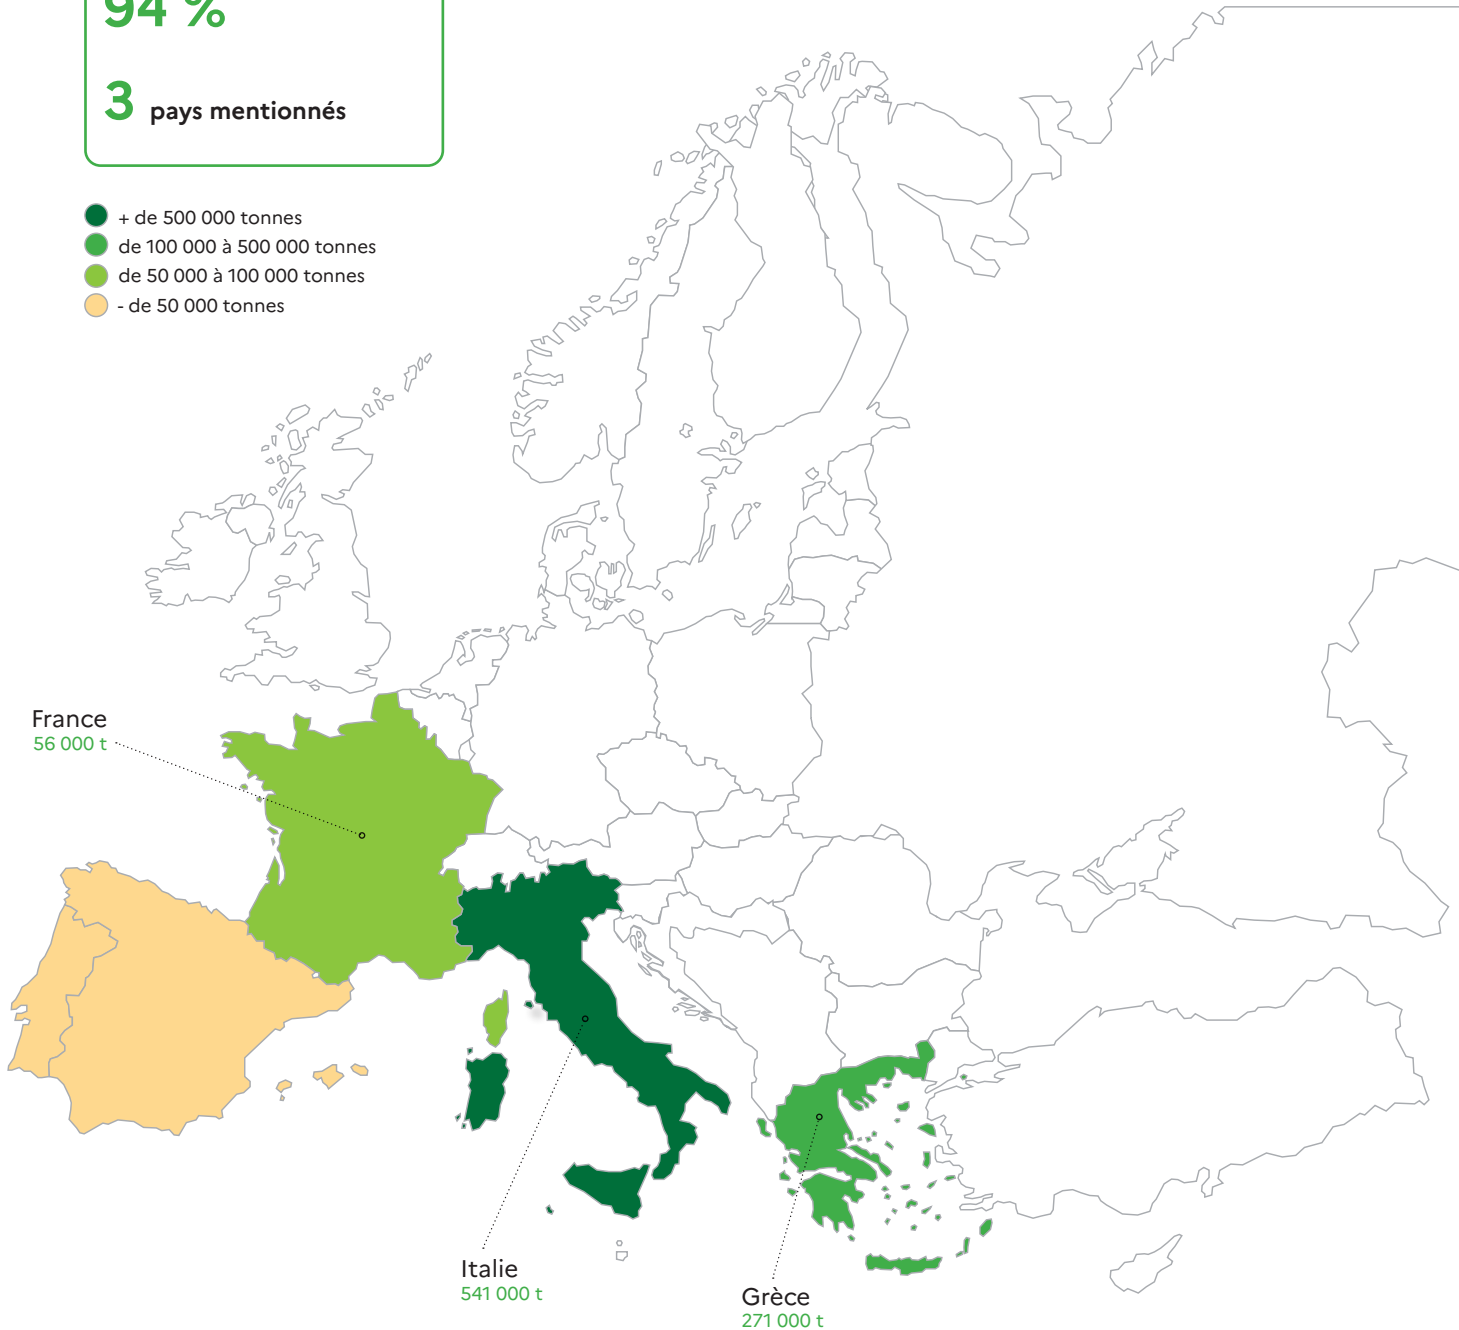 94 %
3 pays mentionnés
+ de 500 000 tonnes
de 100 000 à 500 000 tonnes
de 50 000 à 100 000 tonnes
- de 50 000 tonnes
France
56 000 t
Italie
541 000 t
Grèce
271 000 t